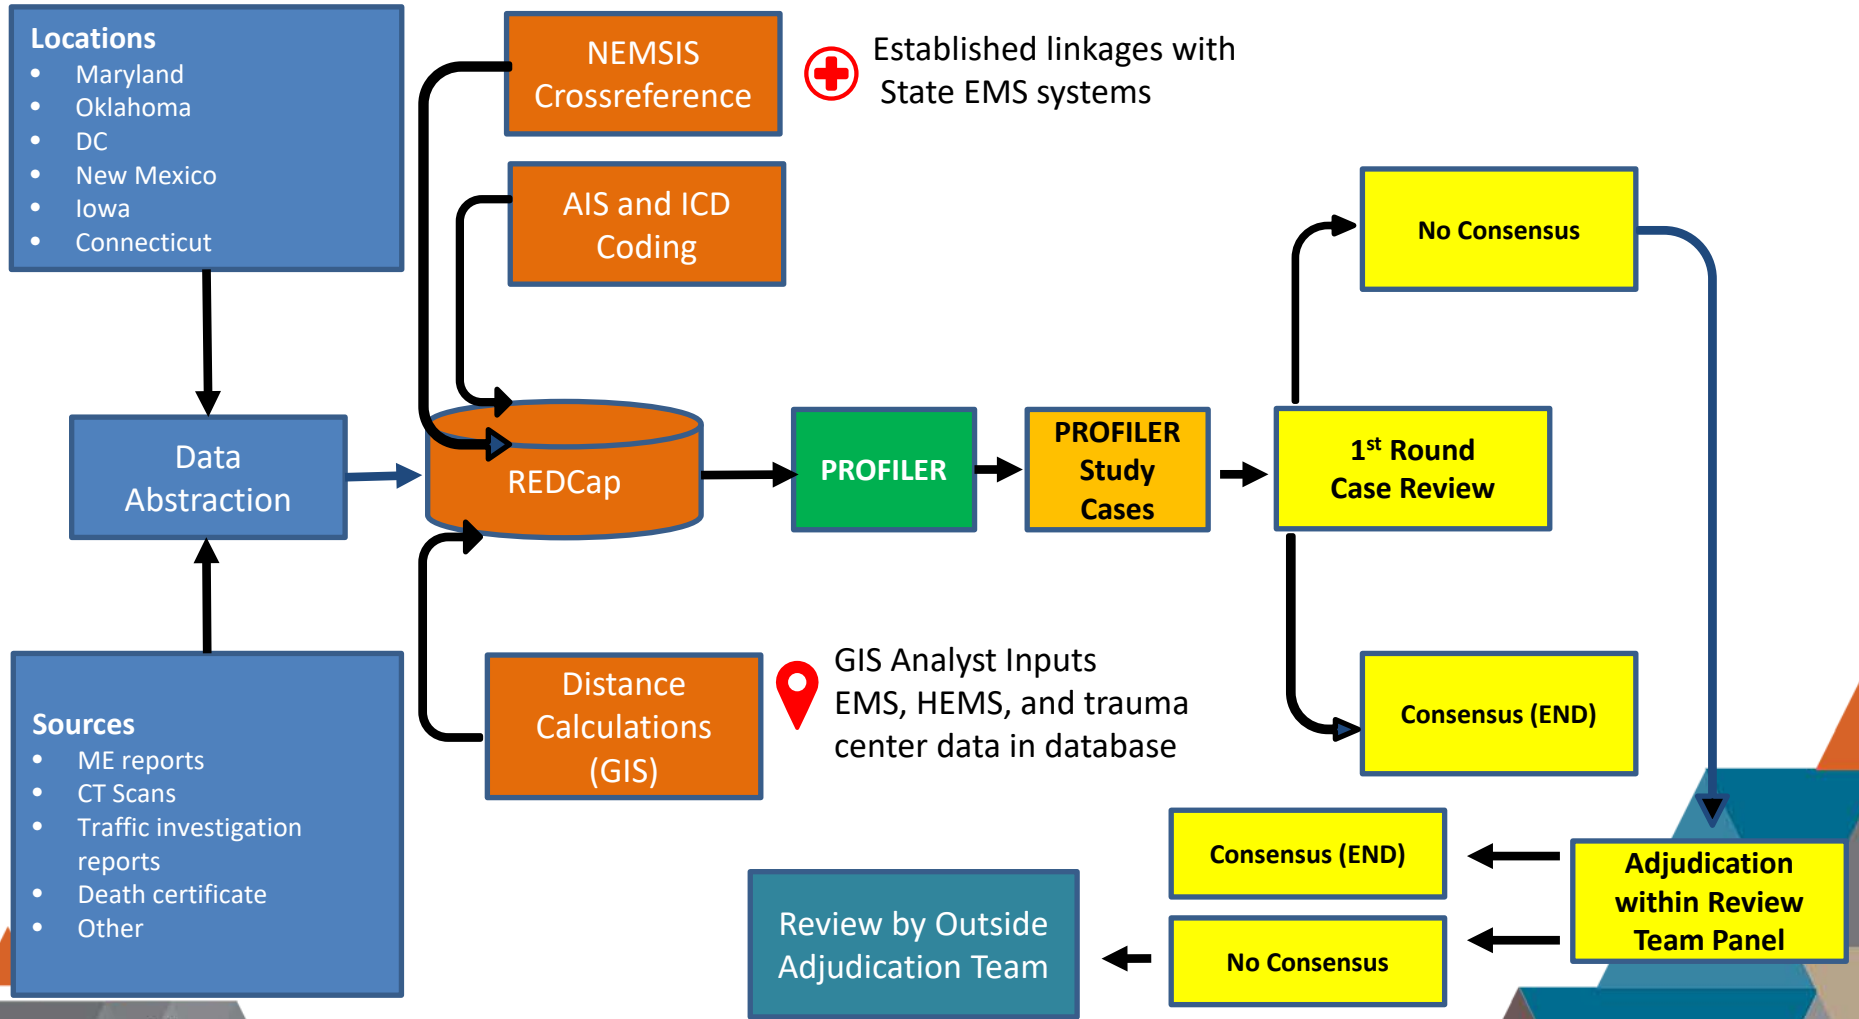 Locations
• Maryland
• Oklahoma
• DC
• New Mexico
• Iowa
• Connecticut
NEMSIS
Crossreference
Established linkages with
State EMS systems
AIS and ICD
Coding
Data
Abstraction
REDCap
PROFILER
PROFILER
Study
Cases
1st Round
Case Review
No Consensus
Consensus (END)
Sources
• ME reports
• CT Scans
• Traffic investigation
reports
• Death certificate
• Other
Distance
Calculations
(GIS)
GIS Analyst Inputs
EMS, HEMS, and trauma
center data in database
Adjudication
within Review
Team Panel
Consensus (END)
No Consensus
Review by Outside
Adjudication Team